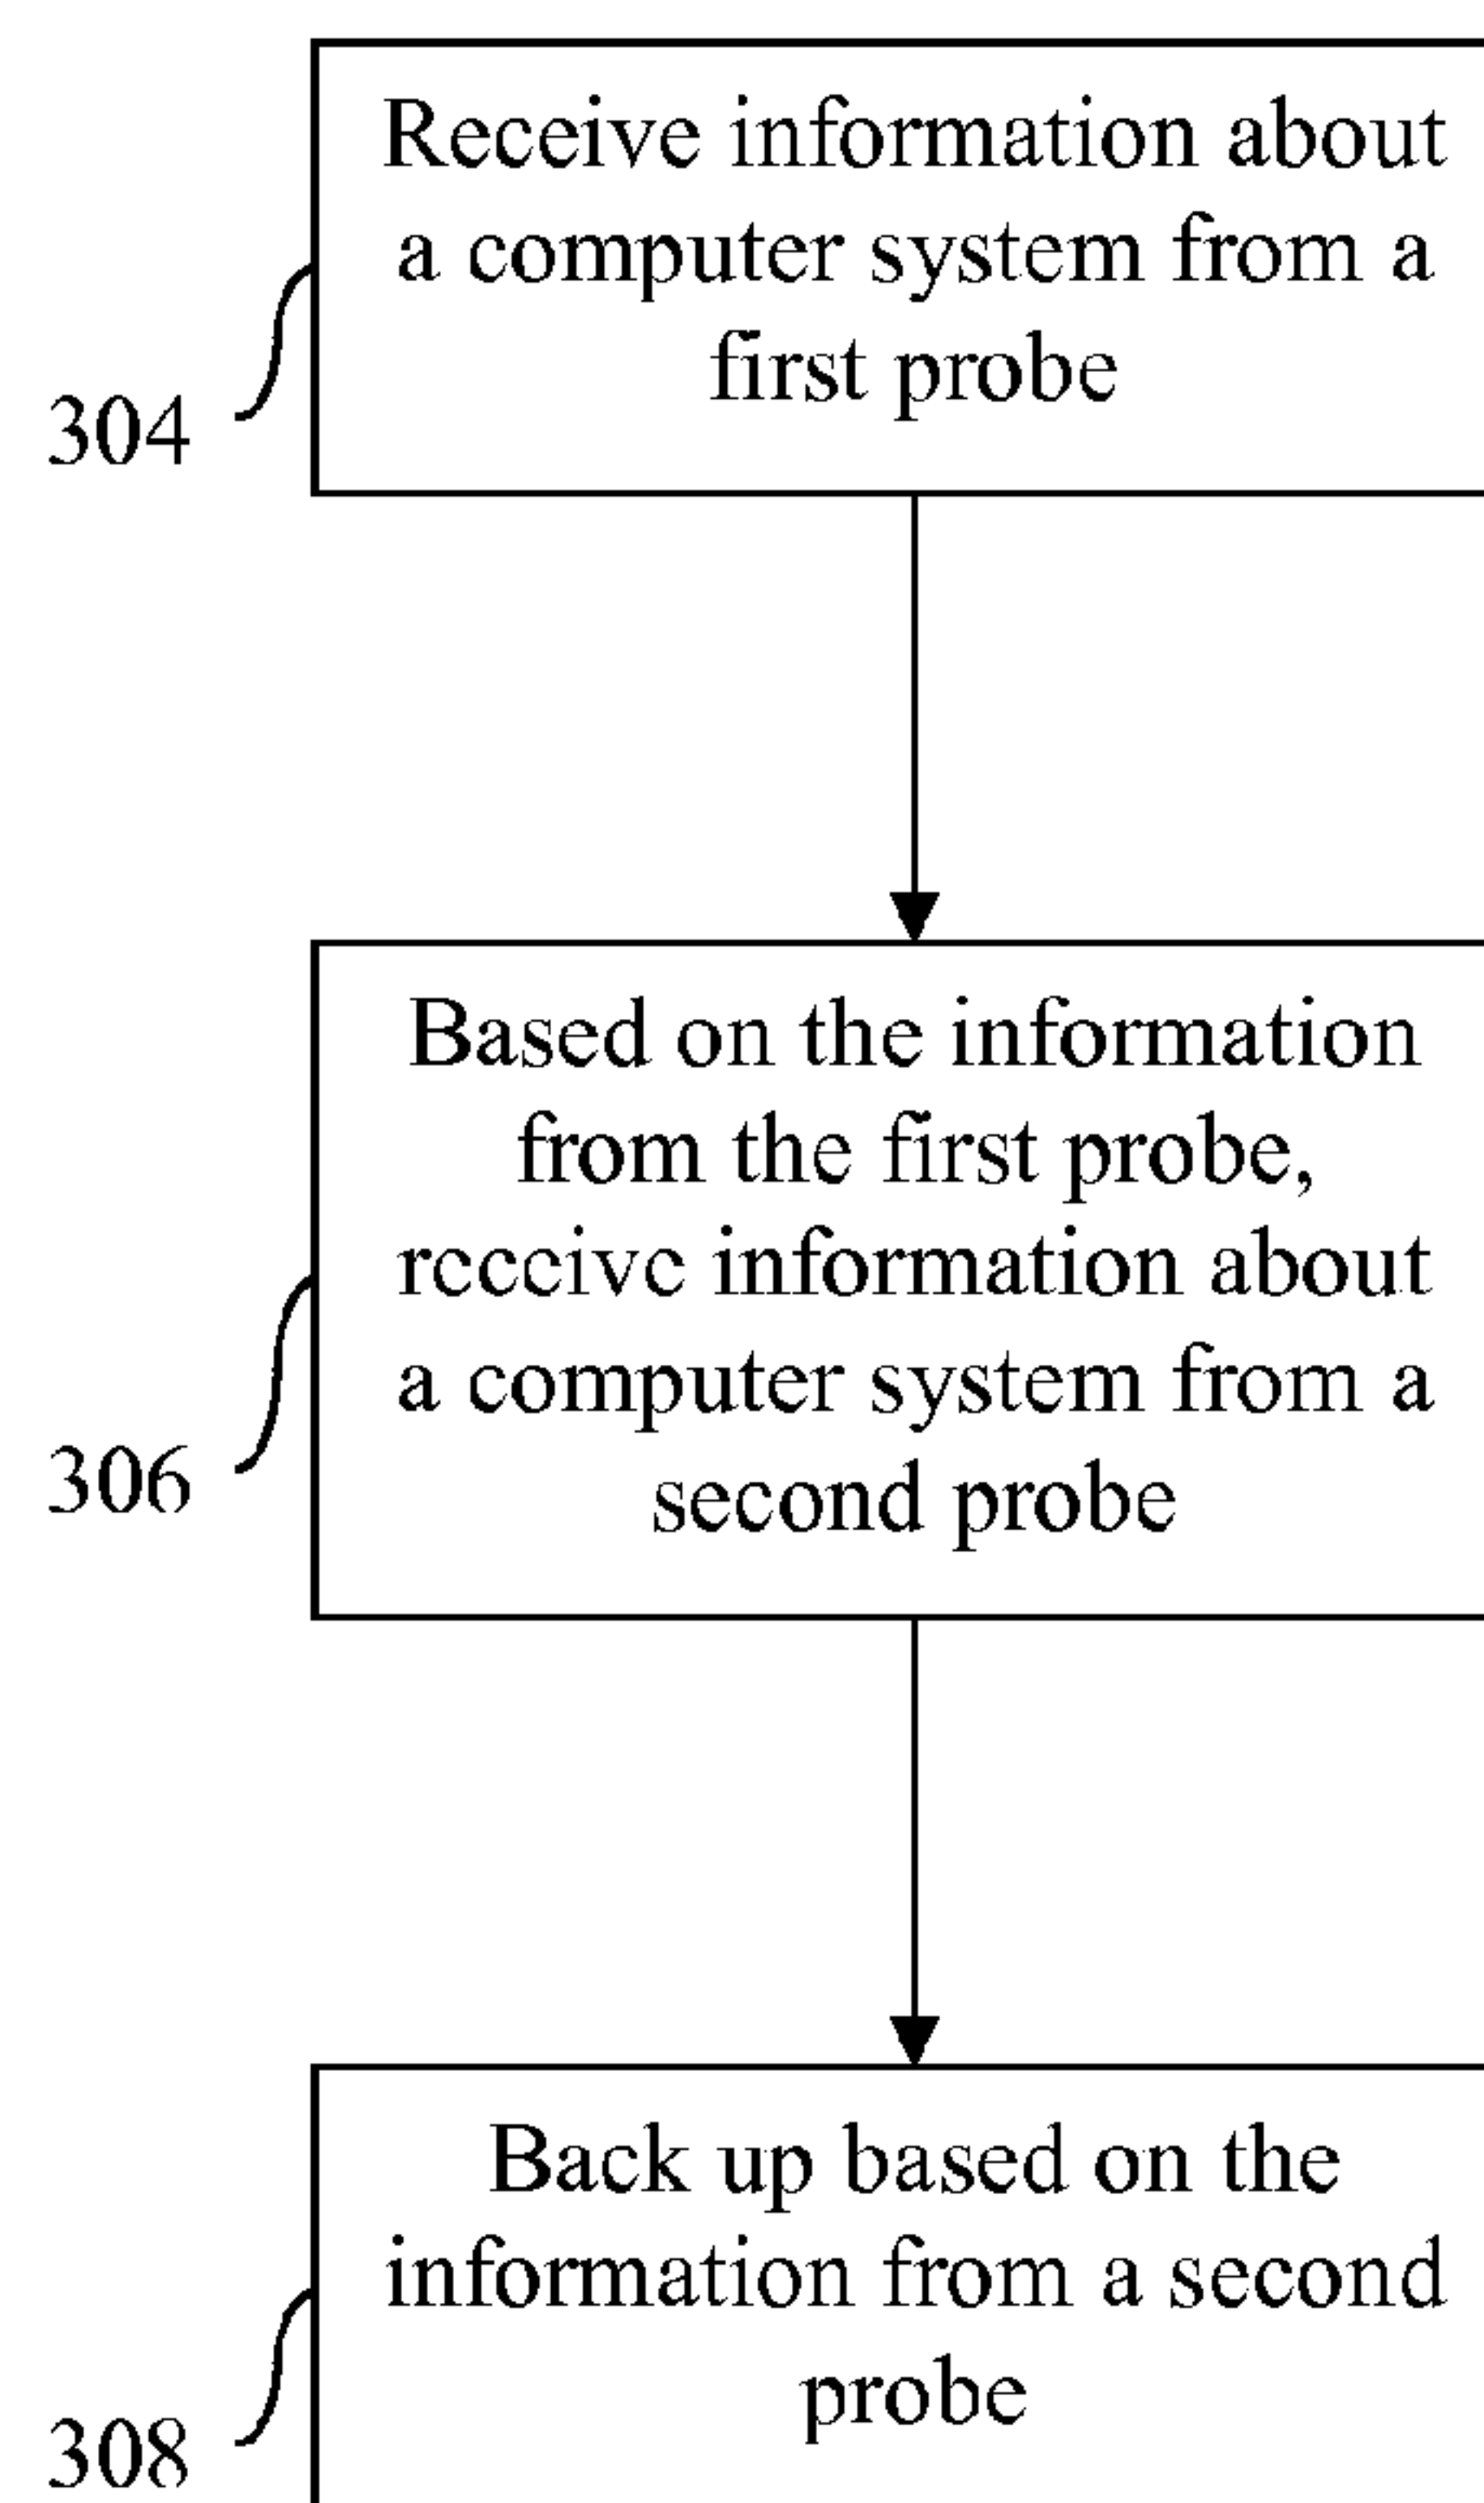 Receive information about
a computer system from a
first probe
304
Based on the information
from the first probe,
receive information about
a computer system from a
second probe
306
Back up based on the
information from a second
probe
308